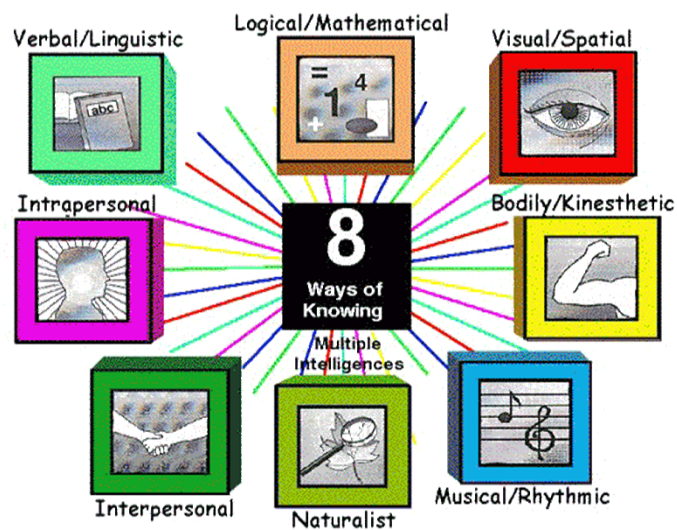 Logical/Mathematical
Verbal/Linguistic
Visual/Spatial
=
1
4
+
abc
Intrapersonal
Bodily/Kinesthetic
8
Ways of
Knowing
Multiple
Intelligences
Interpersonal
Naturalist
Musical/Rhythmic